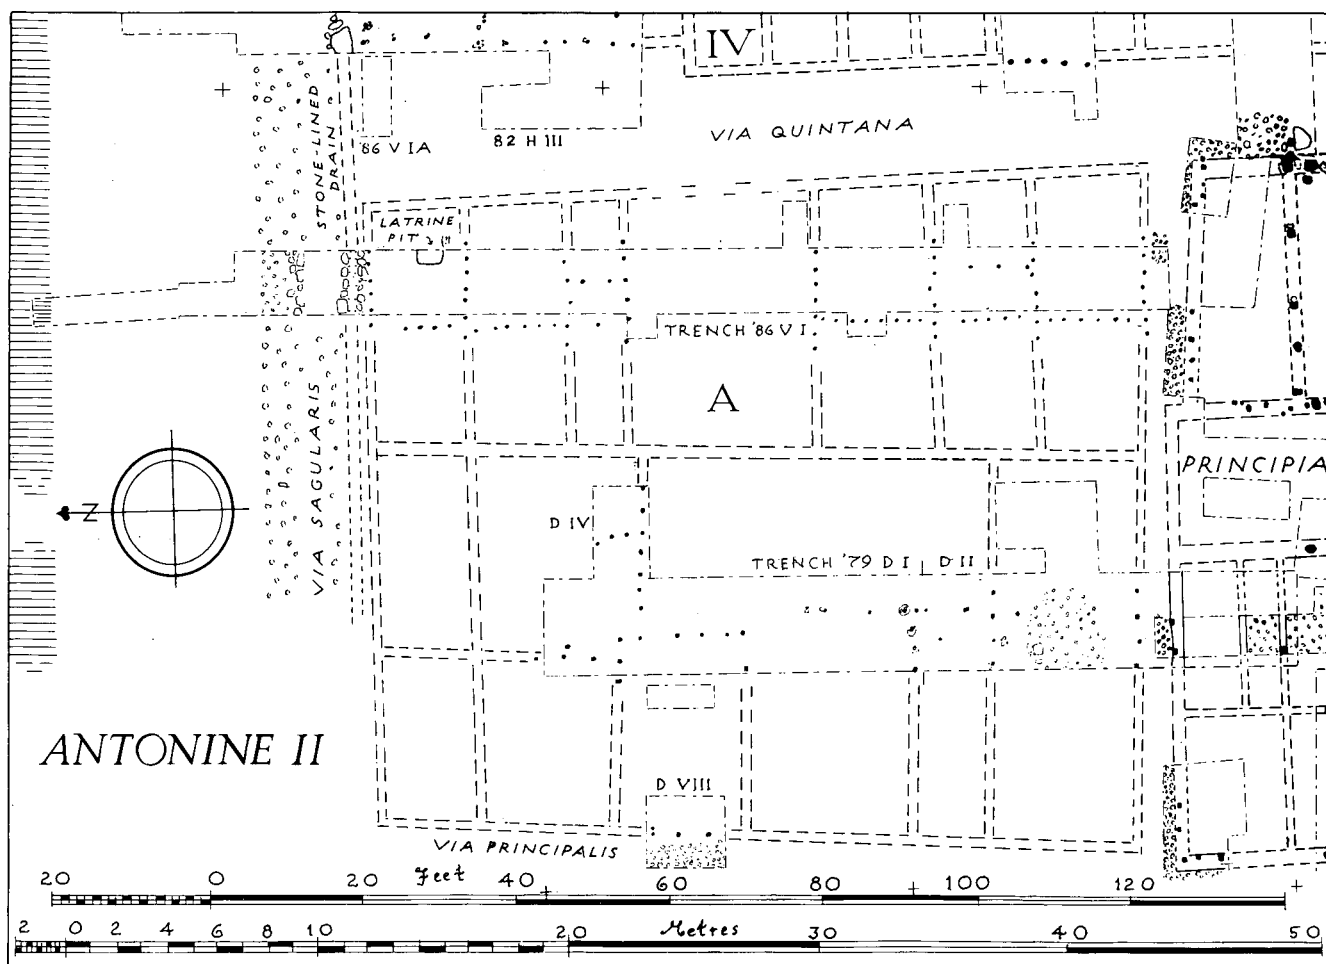 IV
STONE-LINED
DRAIN
'86 V IA
82 H III
VIA QUINTANA
LATRINE
PIT
TRENCH '86 V I
A
VIA SAGULARIS
PRINCIPIA
N
D IV
TRENCH '79 D I D II
ANTONINE II
D VIII
VIA PRINCIPALIS
20 0 20 Feet 40 60 80 100 120
2 0 2 4 6 8 10 20 Metres 30 40 50